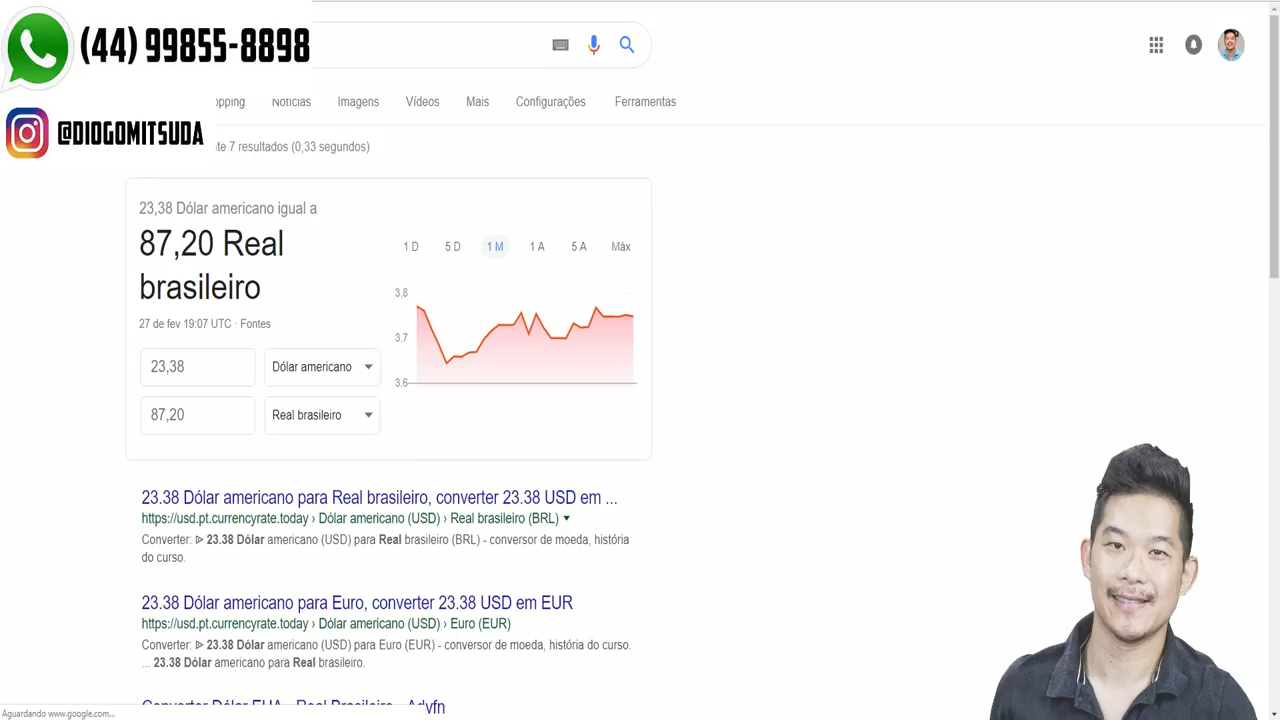 (44) 99855-8898
@DIOGOMITSUDA
Notícias Imagens Vídeos Mais Configurações Ferramentas
7 resultados (0,33 segundos)
23,38 Dólar americano igual a
87,20 Real
brasileiro
27 de fev 19:07 UTC · Fontes
23,38 Dólar americano
87,20 Real brasileiro
1 D 5 D 1 M 1 A 5 A Máx
3,8
3,7
3,6
23.38 Dólar americano para Real brasileiro, converter 23.38 USD em ...
https://usd.pt.currencyrate.today › Dólar americano (USD) › Real brasileiro (BRL)
Converter: ᐈ 23.38 Dólar americano (USD) para Real brasileiro (BRL) - conversor de moeda, história
do curso.
23.38 Dólar americano para Euro, converter 23.38 USD em EUR
https://usd.pt.currencyrate.today › Dólar americano (USD) › Euro (EUR)
Converter: ᐈ 23.38 Dólar americano (USD) para Euro (EUR) - conversor de moeda, história do curso.
... 23.38 Dólar americano para Real brasileiro.
Converter Dólar EUA - Real Brasileiro - Advfn
Aguardando www.google.com...